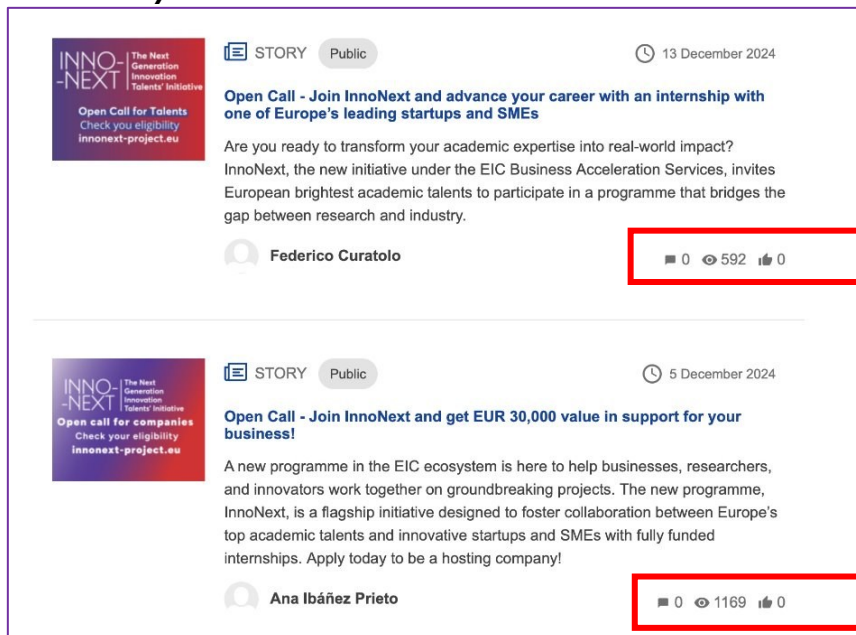 INNO-
-NEXT
The Next
Generation
Innovation
Talents' Initiative
Open Call for Talents
Check you eligibility
innonext-project.eu
STORY Public 13 December 2024
Open Call - Join InnoNext and advance your career with an internship with
one of Europe's leading startups and SMEs
Are you ready to transform your academic expertise into real-world impact?
InnoNext, the new initiative under the EIC Business Acceleration Services, invites
European brightest academic talents to participate in a programme that bridges the
gap between research and industry.
Federico Curatolo 0 592 0
INNO-
-NEXT
The Next
Generation
Innovation
Talents' Initiative
Open call for companies
Check your eligibility
innonext-project.eu
STORY Public 5 December 2024
Open Call - Join InnoNext and get EUR 30,000 value in support for your
business!
A new programme in the EIC ecosystem is here to help businesses, researchers,
and innovators work together on groundbreaking projects. The new programme,
InnoNext, is a flagship initiative designed to foster collaboration between Europe's
top academic talents and innovative startups and SMEs with fully funded
internships. Apply today to be a hosting company!
Ana Ibáñez Prieto 0 1169 0